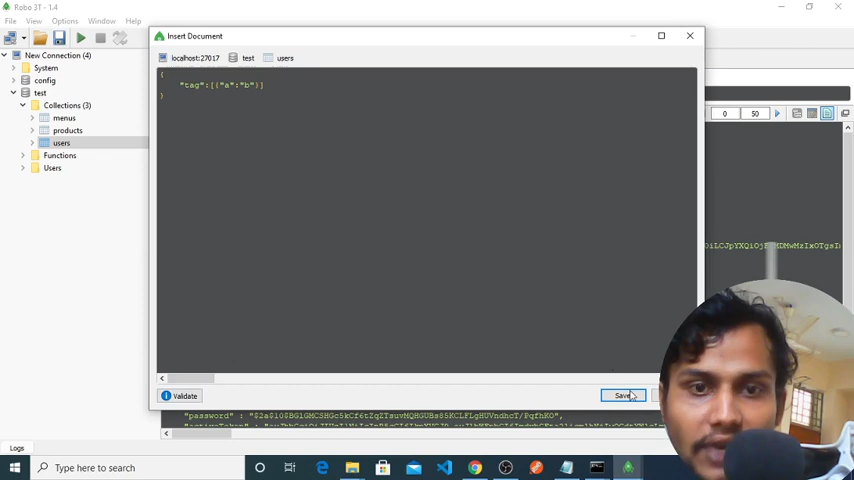 Robo 3T - 1.4
File View Options Window Help
New Connection (4)
System
config
test
Collections (3)
menus
products
users
Functions
Users
Insert Document
localhost:27017 test users
{
"tag":[{"a":"b"}]
}
Validate
Save
0 50
"password" :
Logs
Type here to search